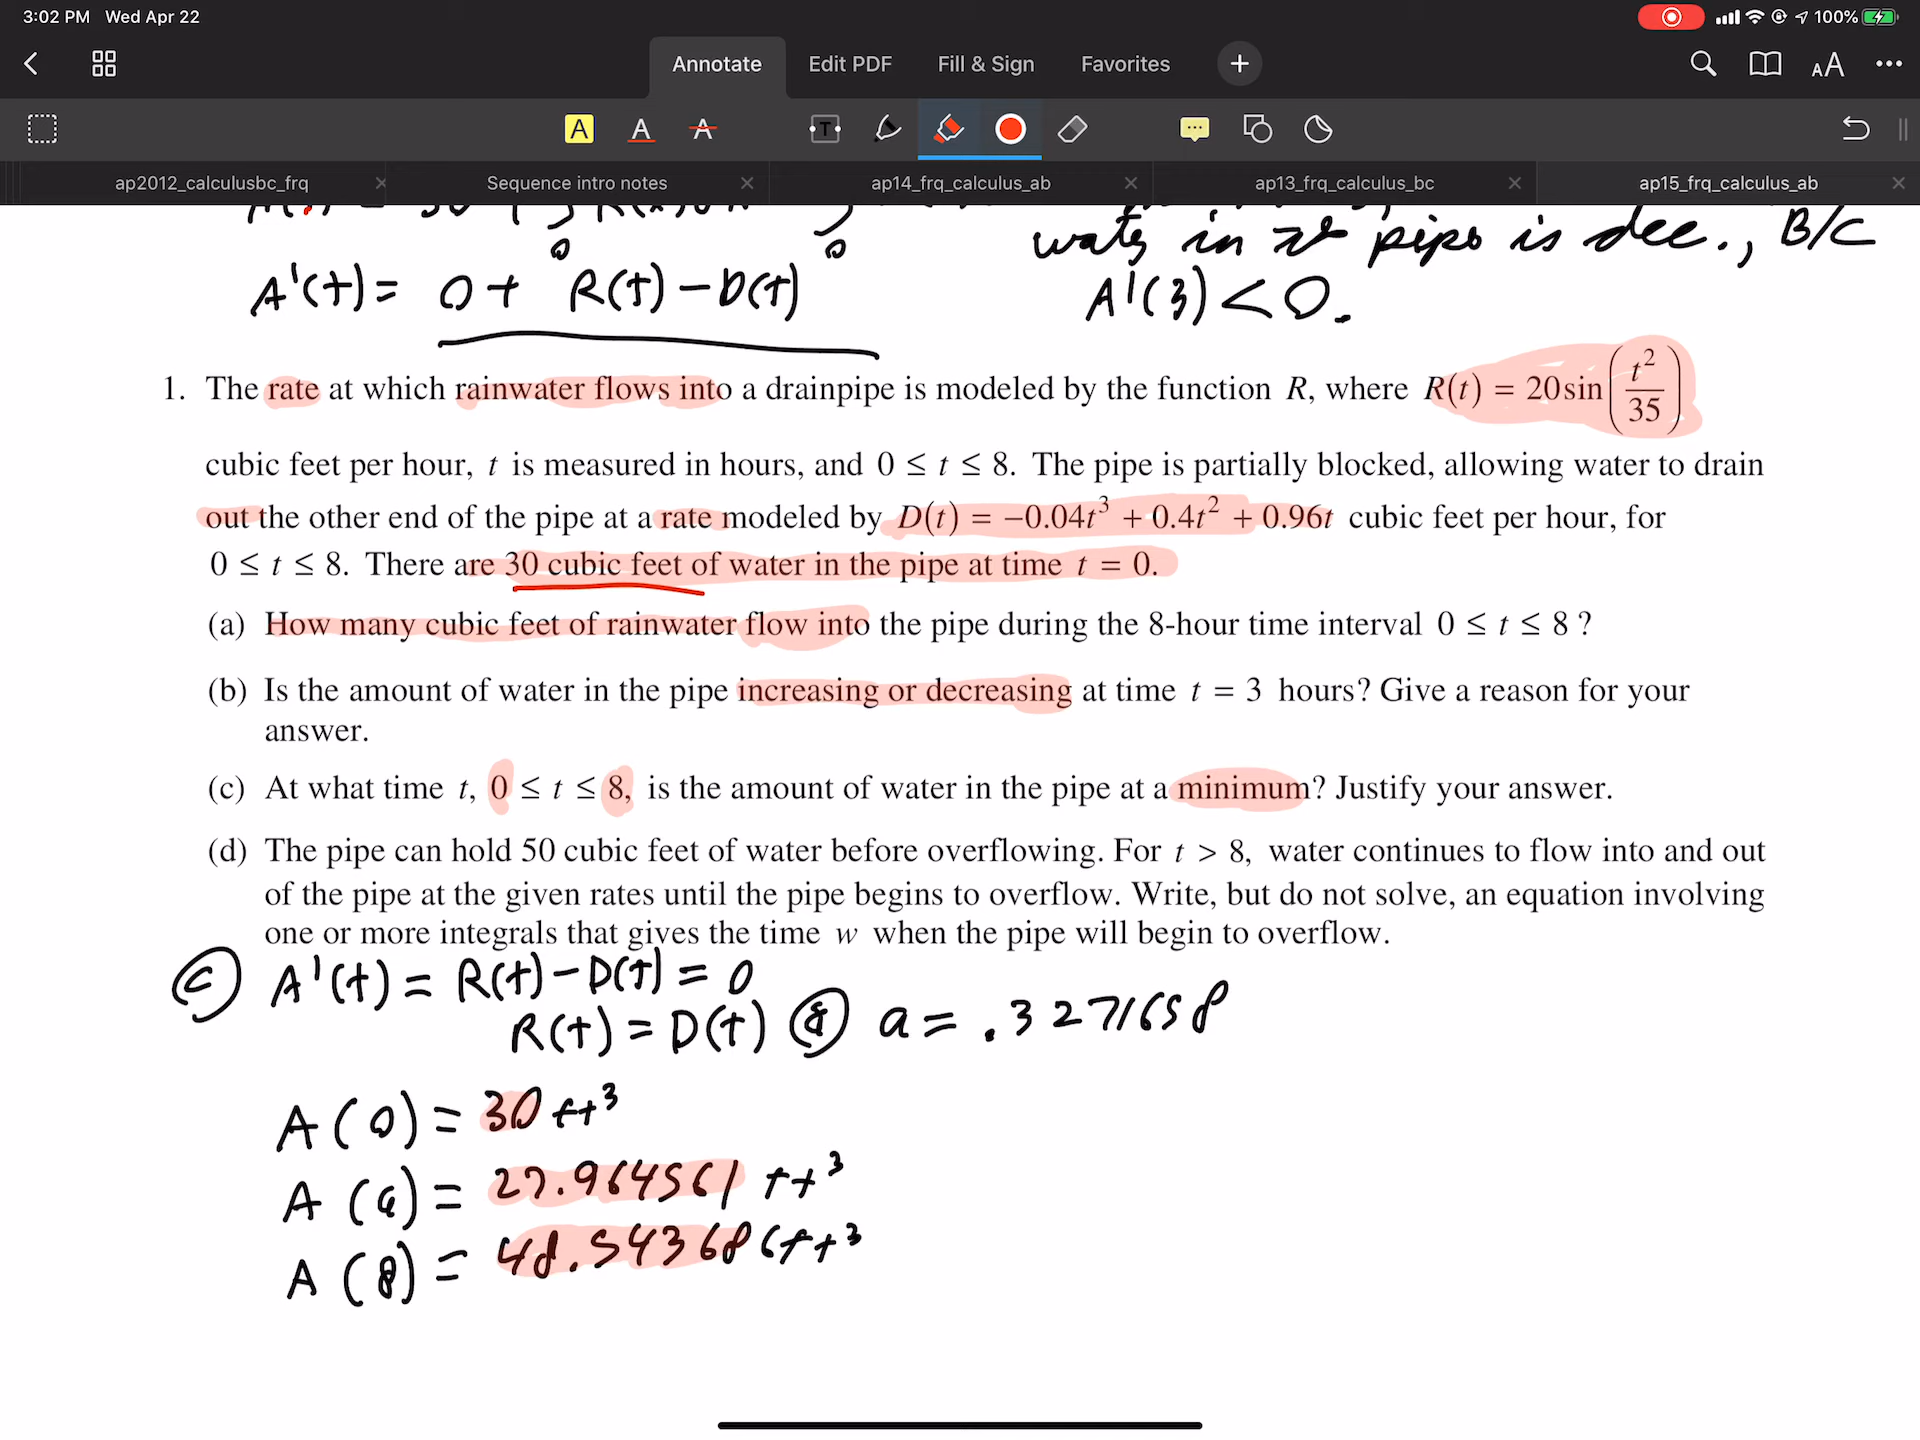 3:02 PM Wed Apr 22 100%
Annotate Edit PDF Fill & Sign Favorites +
ap2012_calculusbc_frq × Sequence intro notes × ap14_frq_calculus_ab × ap13_frq_calculus_bc × ap15_frq_calculus_ab ×
water in pipe is dec., B/C
A'(t) = 0 + R(t) − D(t) A'(3) < 0.
1. The rate at which rainwater flows into a drainpipe is modeled by the function R, where R(t) = 20sin(t²/35)
cubic feet per hour, t is measured in hours, and 0 ≤ t ≤ 8. The pipe is partially blocked, allowing water to drain
out the other end of the pipe at a rate modeled by D(t) = −0.04t³ + 0.4t² + 0.96t cubic feet per hour, for
0 ≤ t ≤ 8. There are 30 cubic feet of water in the pipe at time t = 0.
(a) How many cubic feet of rainwater flow into the pipe during the 8-hour time interval 0 ≤ t ≤ 8 ?
(b) Is the amount of water in the pipe increasing or decreasing at time t = 3 hours? Give a reason for your
answer.
(c) At what time t, 0 ≤ t ≤ 8, is the amount of water in the pipe at a minimum? Justify your answer.
(d) The pipe can hold 50 cubic feet of water before overflowing. For t > 8, water continues to flow into and out
of the pipe at the given rates until the pipe begins to overflow. Write, but do not solve, an equation involving
one or more integrals that gives the time w when the pipe will begin to overflow.
C A'(t) = R(t) − D(t) = 0
R(t) = D(t) a = .3271658
A(0) = 30 ft³
A(a) = 27.964561 ft³
A(8) = 48.543686 ft³